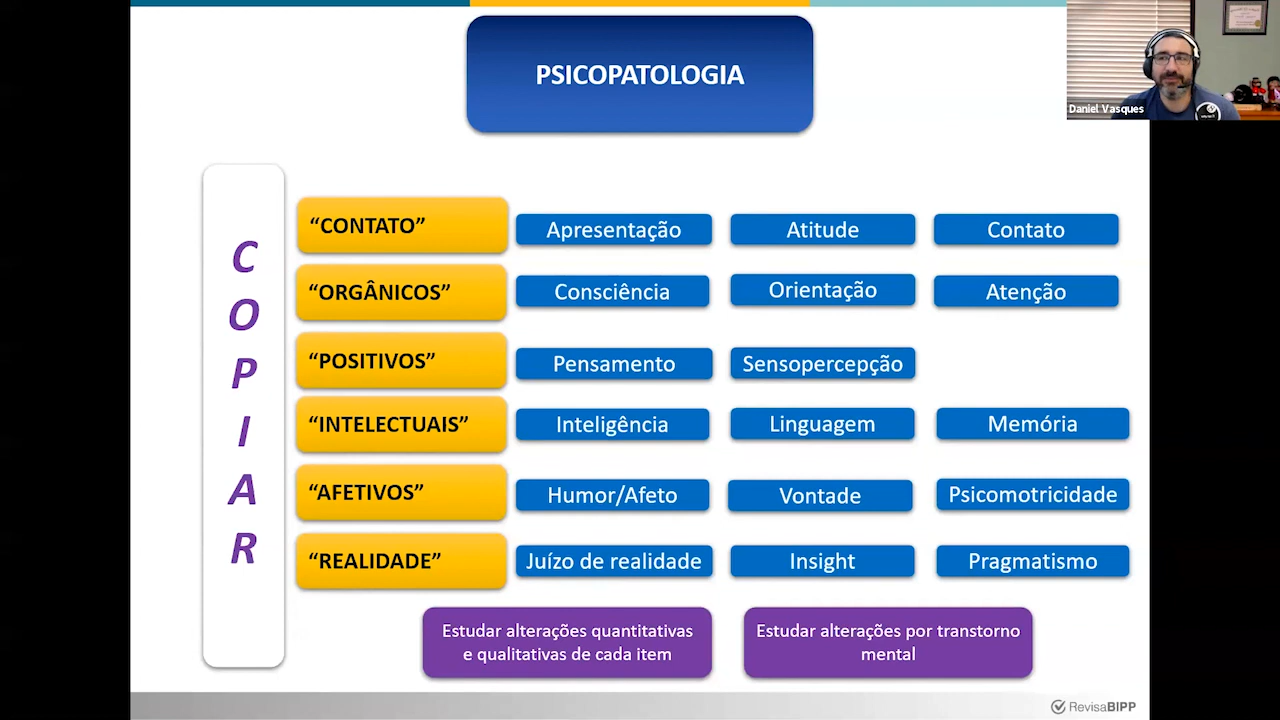 PSICOPATOLOGIA
Daniel Vasques
COPIAR
“CONTATO” Apresentação Atitude Contato
“ORGÂNICOS” Consciência Orientação Atenção
“POSITIVOS” Pensamento Sensopercepção
“INTELECTUAIS” Inteligência Linguagem Memória
“AFETIVOS” Humor/Afeto Vontade Psicomotricidade
“REALIDADE” Juízo de realidade Insight Pragmatismo
Estudar alterações quantitativas
e qualitativas de cada item
Estudar alterações por transtorno
mental
RevisaBIPP